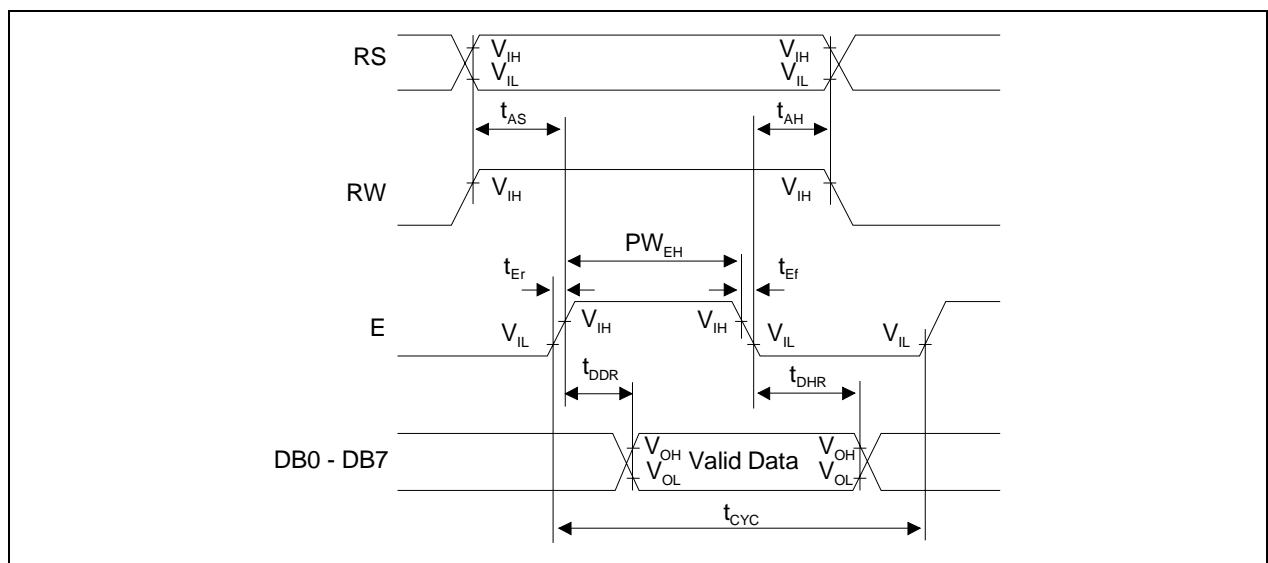 RS
V_IH V_IH
V_IL V_IL
t_AS t_AH
RW V_IH V_IH
PW_EH
t_Er t_Ef
E V_IH V_IH
V_IL V_IL V_IL
t_DDR t_DHR
DB0 - DB7 V_OH Valid Data V_OH
V_OL V_OL
t_CYC